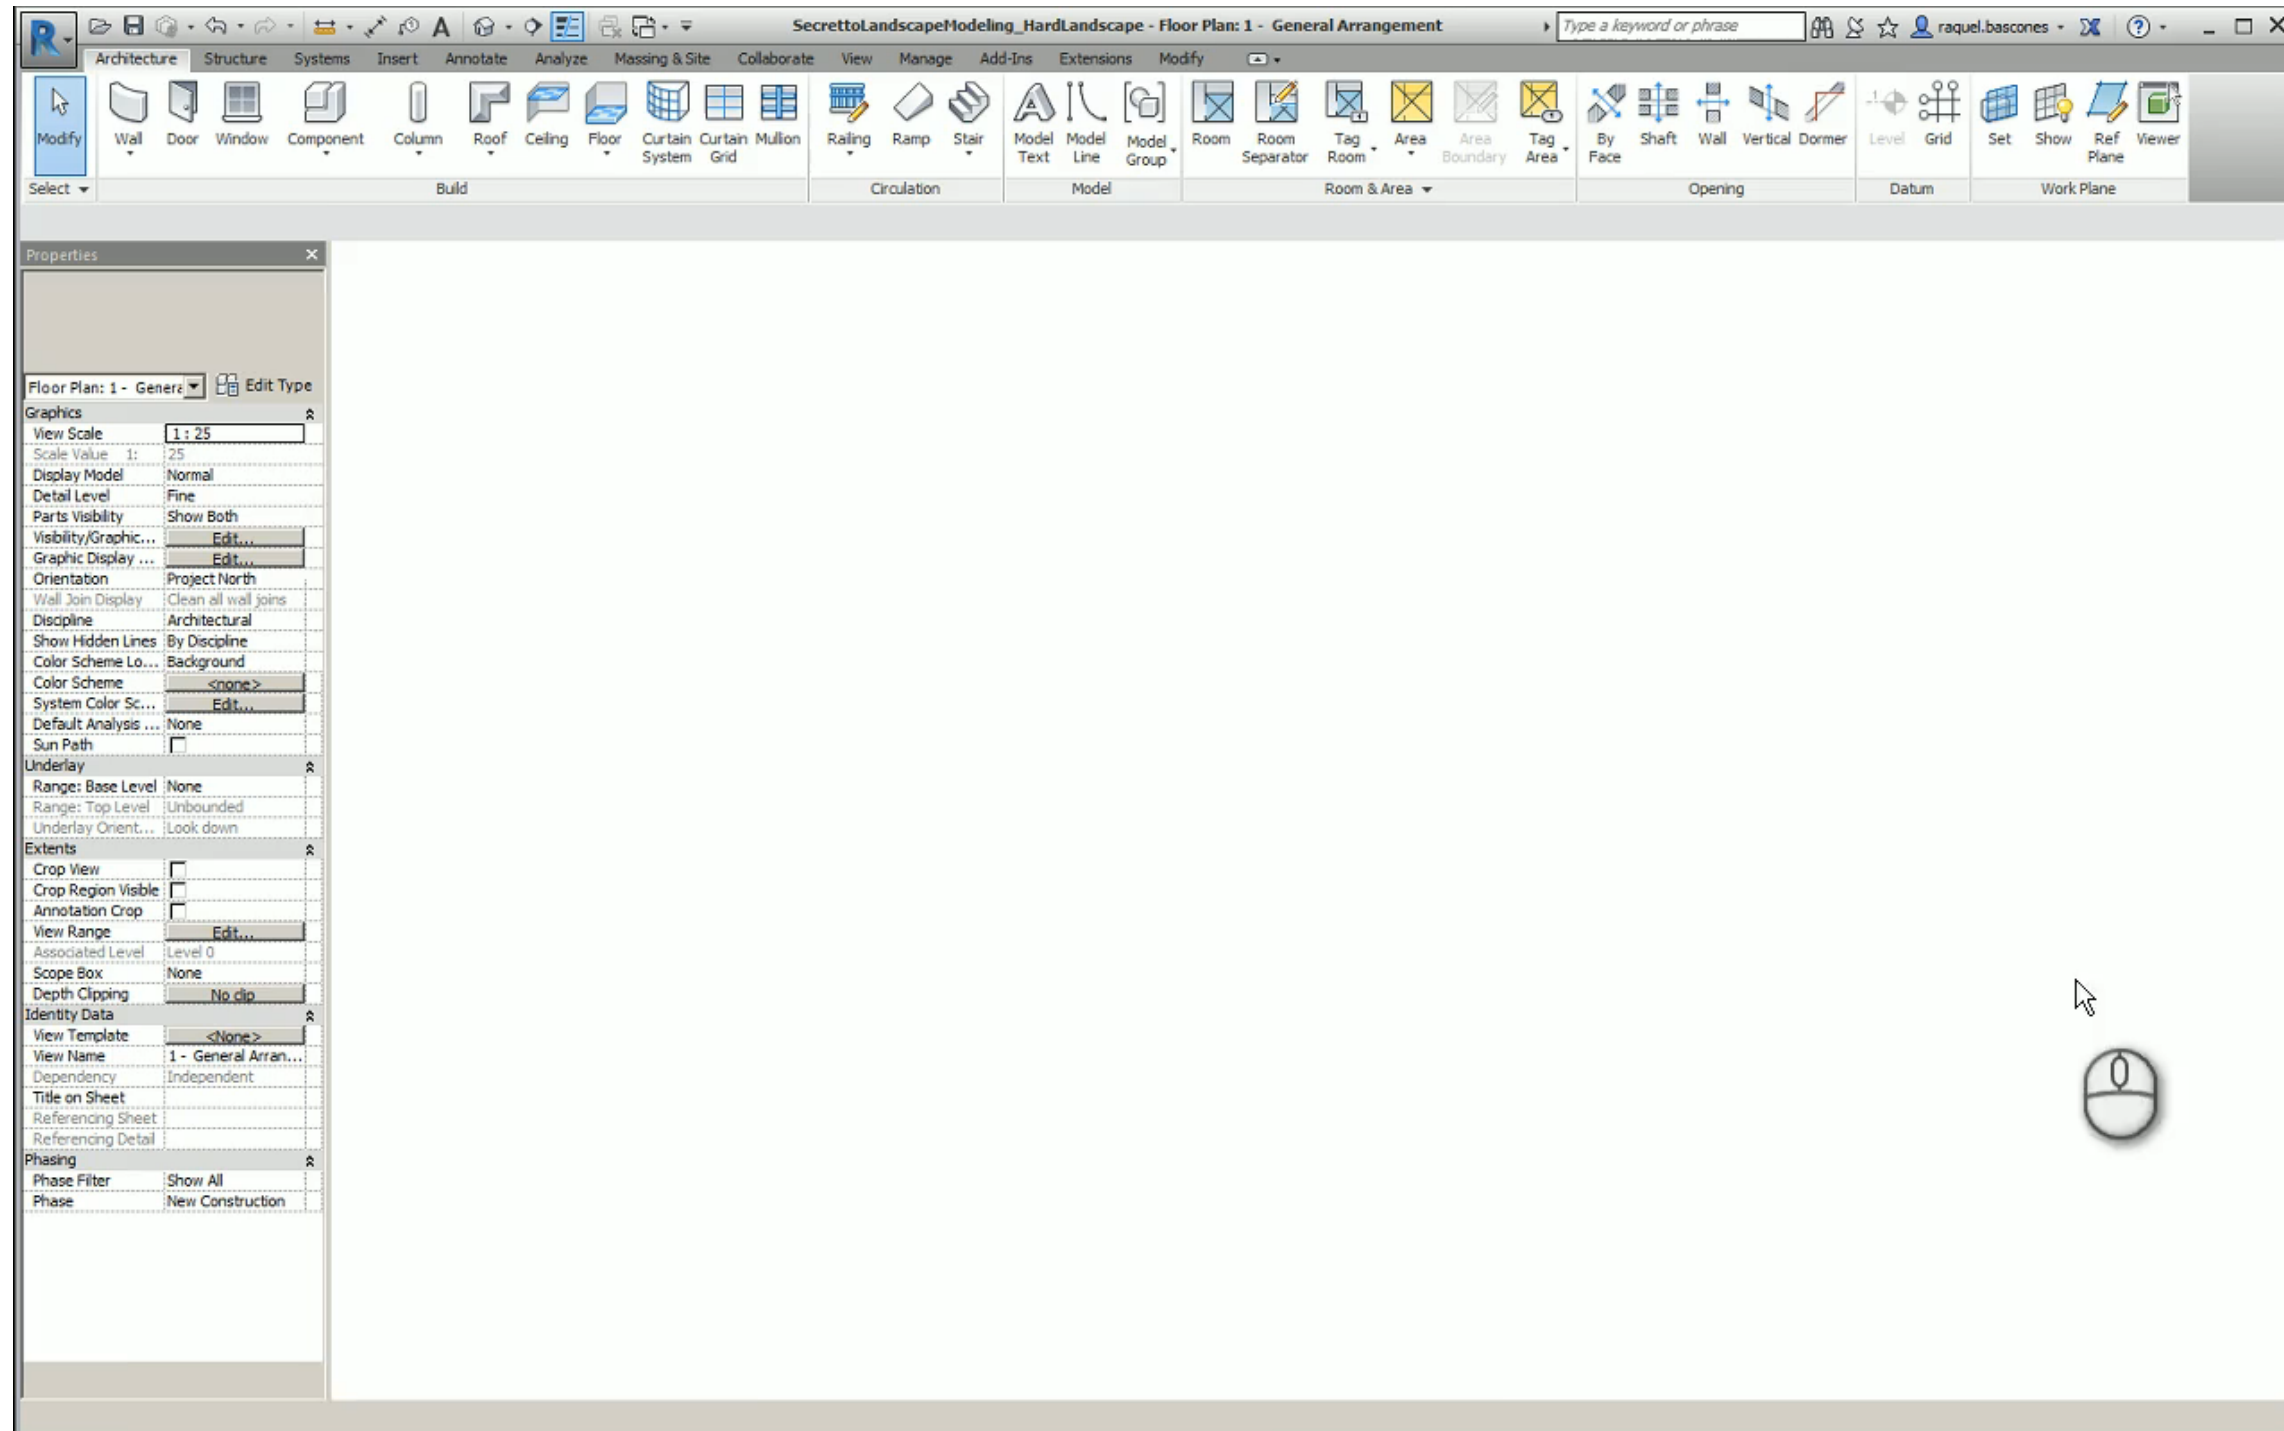 SecrettoLandscapeModeling_HardLandscape - Floor Plan: 1 - General Arrangement
Type a keyword or phrase
raquel.bascones
Architecture Structure Systems Insert Annotate Analyze Massing & Site Collaborate View Manage Add-Ins Extensions Modify
Modify Wall Door Window Component Column Roof Ceiling Floor Curtain System Curtain Grid Mullion Railing Ramp Stair Model Text Model Line Model Group Room Room Separator Tag Room Area Area Boundary Tag Area By Face Shaft Wall Vertical Dormer Level Grid Set Show Ref Plane Viewer
Select Build Circulation Model Room & Area Opening Datum Work Plane
Properties
Floor Plan: 1 - Genera Edit Type
Graphics
View Scale 1 : 25
Scale Value 1: 25
Display Model Normal
Detail Level Fine
Parts Visibility Show Both
Visibility/Graphic... Edit...
Graphic Display ... Edit...
Orientation Project North
Wall Join Display Clean all wall joins
Discipline Architectural
Show Hidden Lines By Discipline
Color Scheme Lo... Background
Color Scheme <none>
System Color Sc... Edit...
Default Analysis ... None
Sun Path
Underlay
Range: Base Level None
Range: Top Level Unbounded
Underlay Orient... Look down
Extents
Crop View
Crop Region Visible
Annotation Crop
View Range Edit...
Associated Level Level 0
Scope Box None
Depth Clipping No clip
Identity Data
View Template <None>
View Name 1 - General Arran...
Dependency Independent
Title on Sheet
Referencing Sheet
Referencing Detail
Phasing
Phase Filter Show All
Phase New Construction